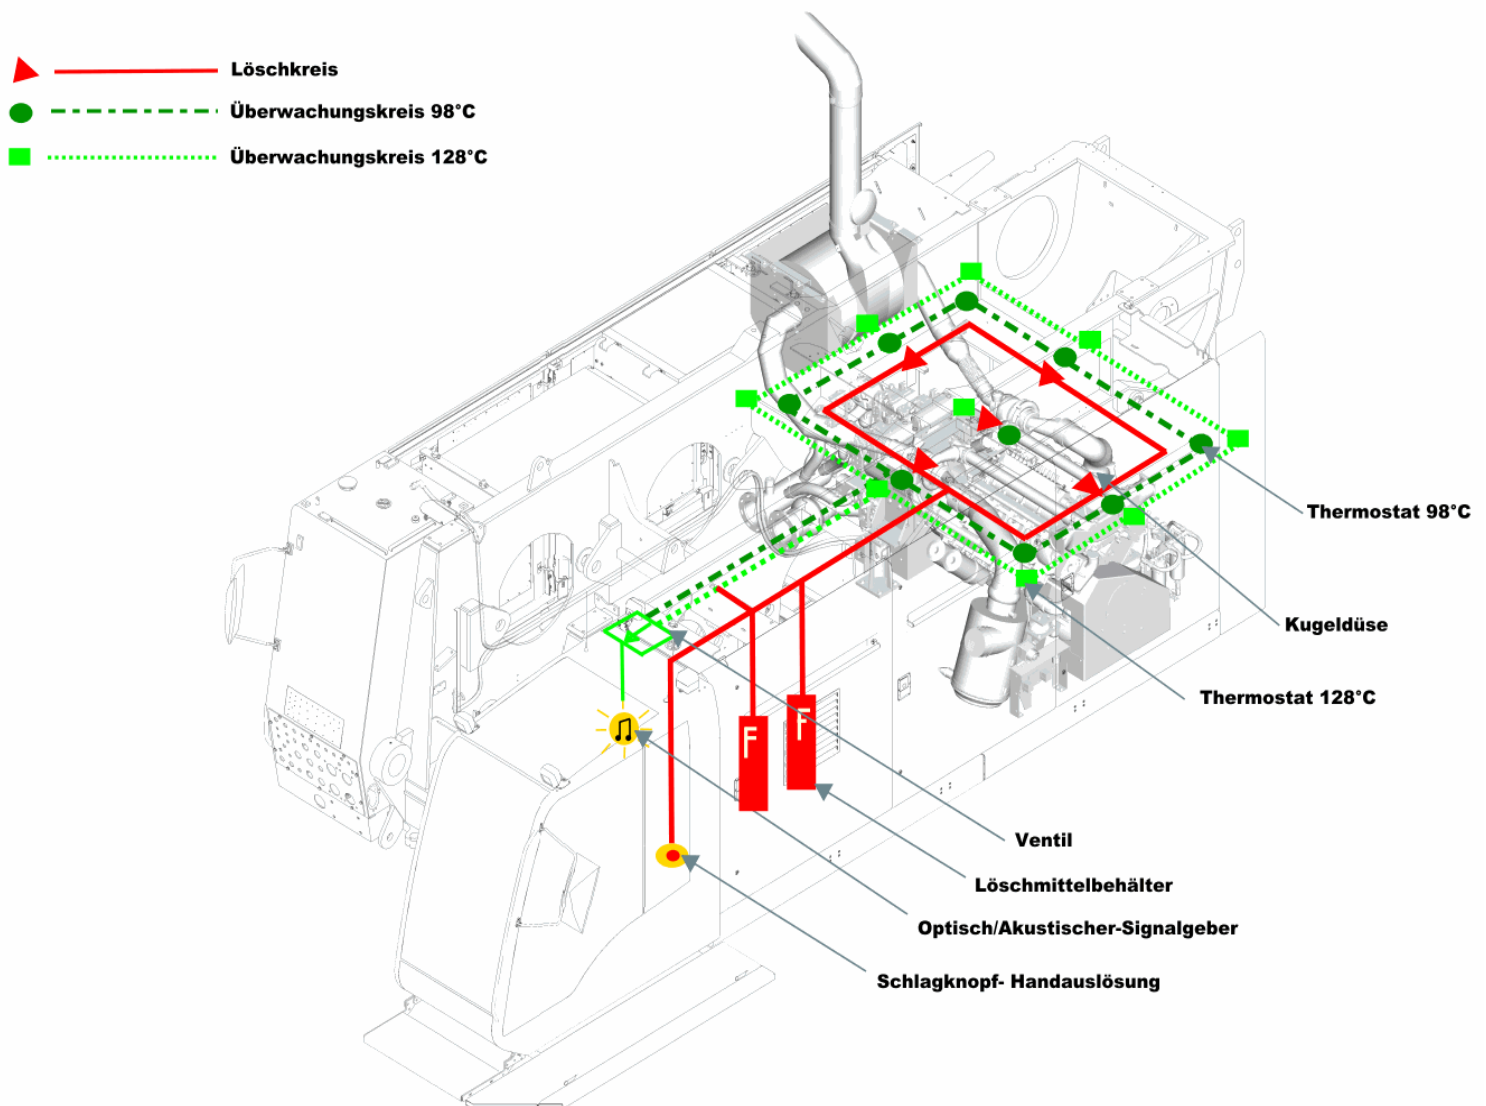 Löschkreis
Überwachungskreis 98°C
Überwachungskreis 128°C
Thermostat 98°C
Kugeldüse
Thermostat 128°C
F
F
Ventil
Löschmittelbehälter
Optisch/Akustischer-Signalgeber
Schlagknopf- Handauslösung